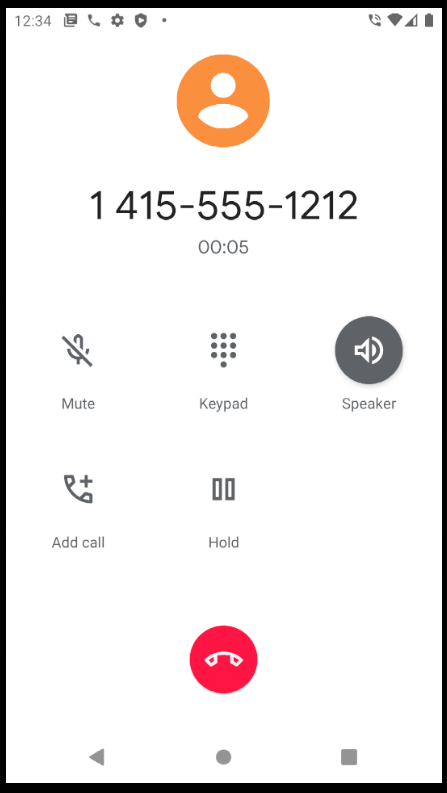 12:34
1 415-555-1212
00:05
Mute Keypad Speaker
Add call Hold